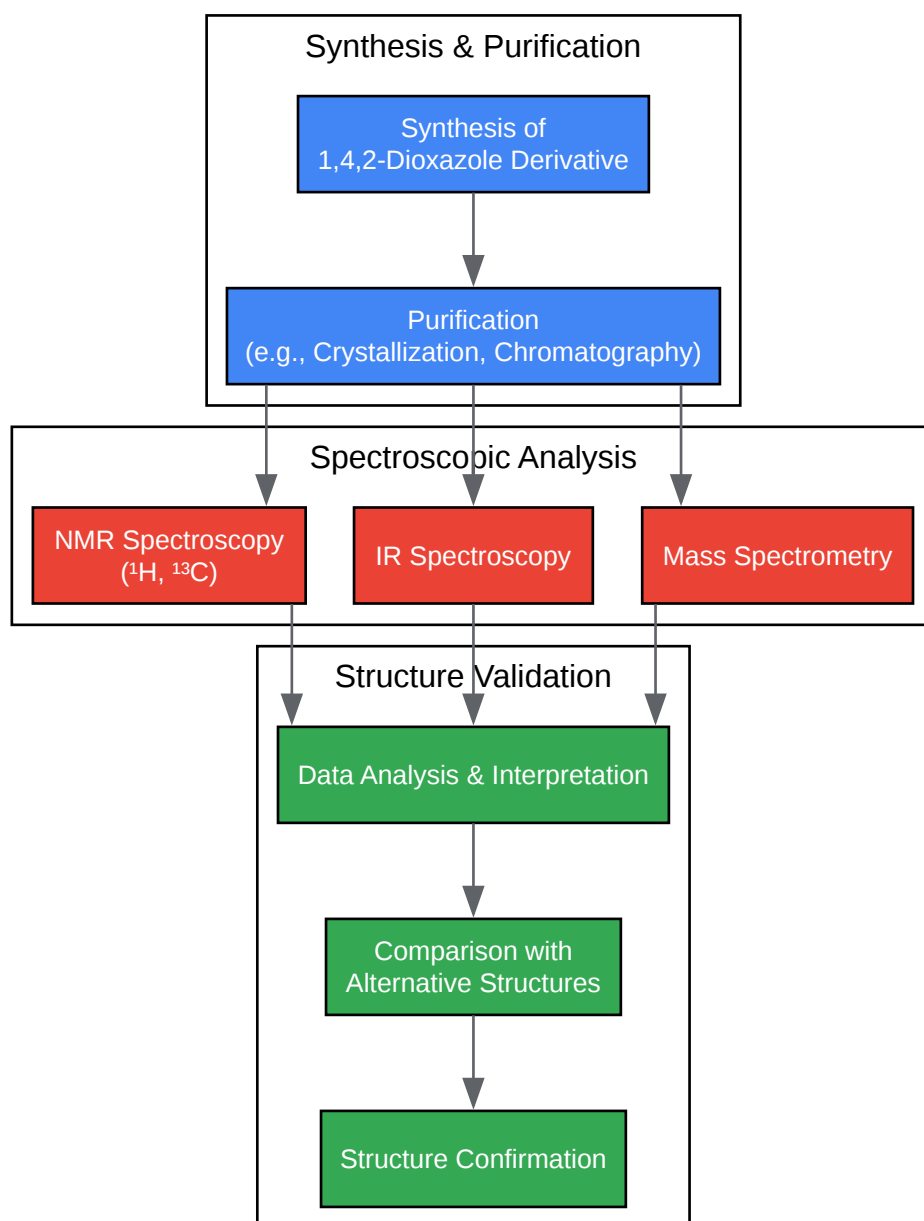 Synthesis & Purification
Synthesis of
1,4,2-Dioxazole Derivative
Purification
(e.g., Crystallization, Chromatography)
Spectroscopic Analysis
NMR Spectroscopy
(¹H, ¹³C)
IR Spectroscopy
Mass Spectrometry
Structure Validation
Data Analysis & Interpretation
Comparison with
Alternative Structures
Structure Confirmation